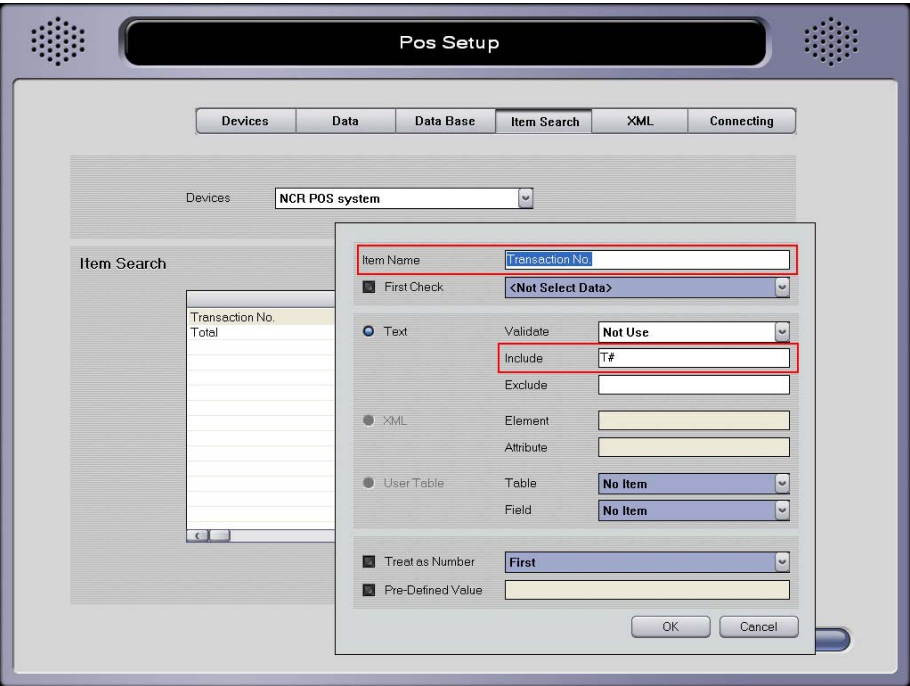 Pos Setup
Devices Data Data Base Item Search XML Connecting
Devices NCR POS system
Item Search
Transaction No.
Total
Item Name Transaction No.
First Check <Not Select Data>
Text Validate Not Use
Include T#
Exclude
XML Element
Attribute
User Table Table No Item
Field No Item
Treat as Number First
Pre-Defined Value
OK Cancel